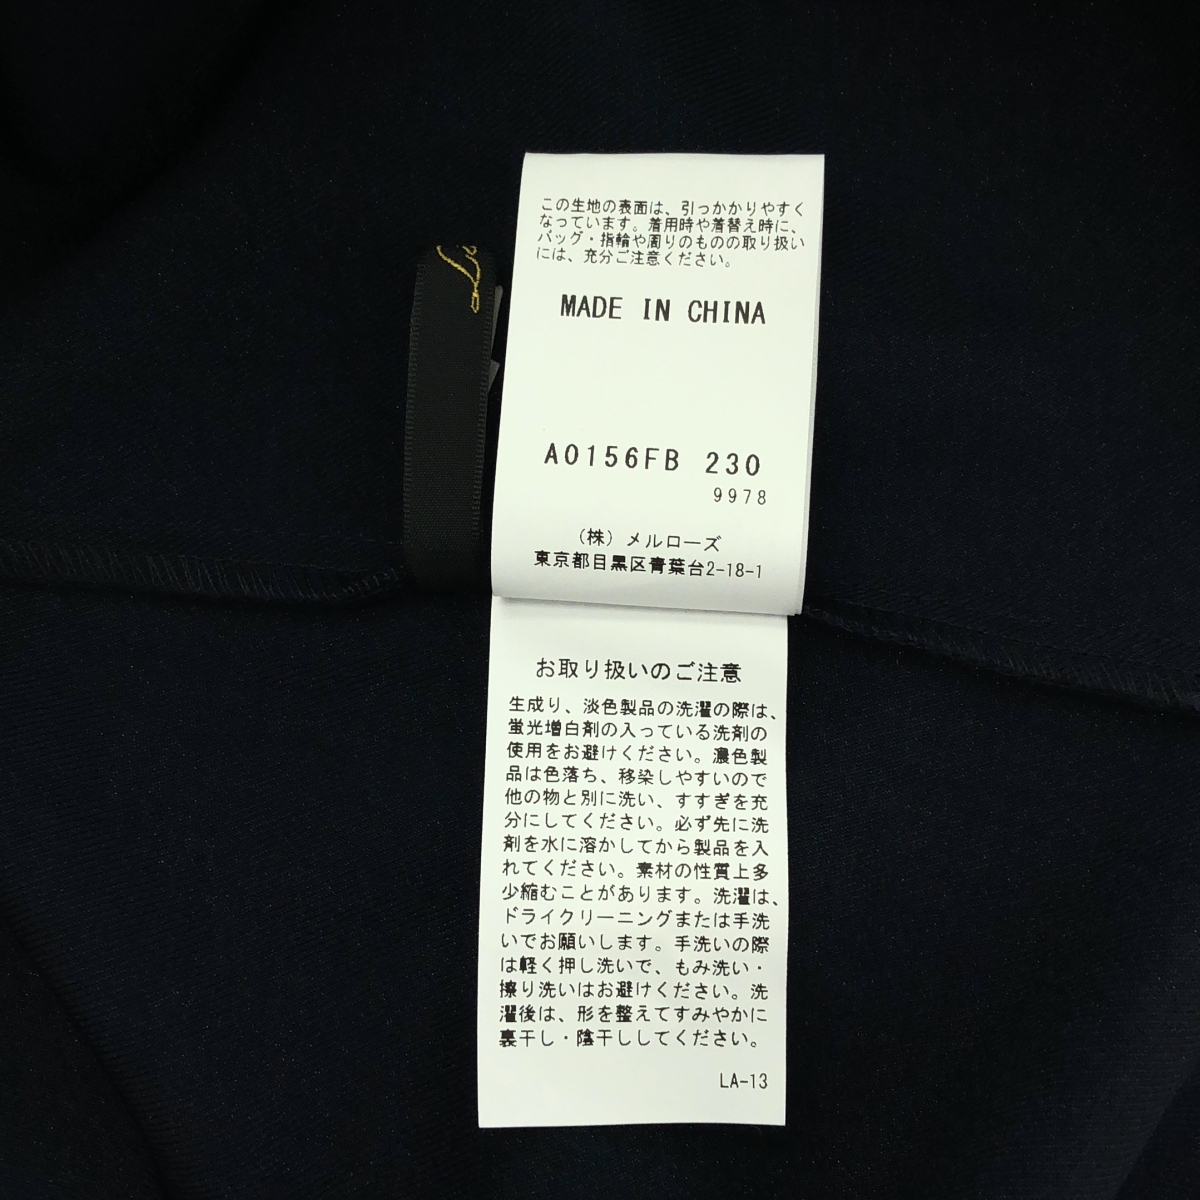 この生地の表面は、引っかかりやすく
なっています。着用時や着替え時に、
バッグ・指輪や周りのものの取り扱い
には、充分ご注意ください。
MADE IN CHINA
A0156FB 230
9978
(株) メルローズ
東京都目黒区青葉台2-18-1
お取り扱いのご注意
生成り、淡色製品の洗濯の際は、
蛍光増白剤の入っている洗剤の
使用をお避けください。濃色製
品は色落ち、移染しやすいので
他の物と別に洗い、すすぎを充
分にしてください。必ず先に洗
剤を水に溶かしてから製品を入
れてください。素材の性質上多
少縮むことがあります。洗濯は、
ドライクリーニングまたは手洗
いでお願いします。手洗いの際
は軽く押し洗いで、もみ洗い・
擦り洗いはお避けください。洗
濯後は、形を整えてすみやかに
裏干し・陰干ししてください。
LA-13